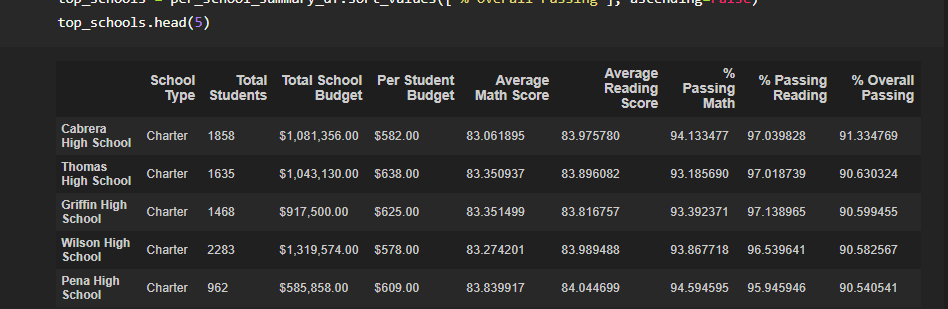 top_schools = per_school_summary_df.sort_values(["% Overall Passing"], ascending=False)
top_schools.head(5)
School Type Total Students Total School Budget Per Student Budget Average Math Score Average Reading Score % Passing Math % Passing Reading % Overall Passing
Cabrera High School Charter 1858 $1,081,356.00 $582.00 83.061895 83.975780 94.133477 97.039828 91.334769
Thomas High School Charter 1635 $1,043,130.00 $638.00 83.350937 83.896082 93.185690 97.018739 90.630324
Griffin High School Charter 1468 $917,500.00 $625.00 83.351499 83.816757 93.392371 97.138965 90.599455
Wilson High School Charter 2283 $1,319,574.00 $578.00 83.274201 83.989488 93.867718 96.539641 90.582567
Pena High School Charter 962 $585,858.00 $609.00 83.839917 84.044699 94.594595 95.945946 90.540541